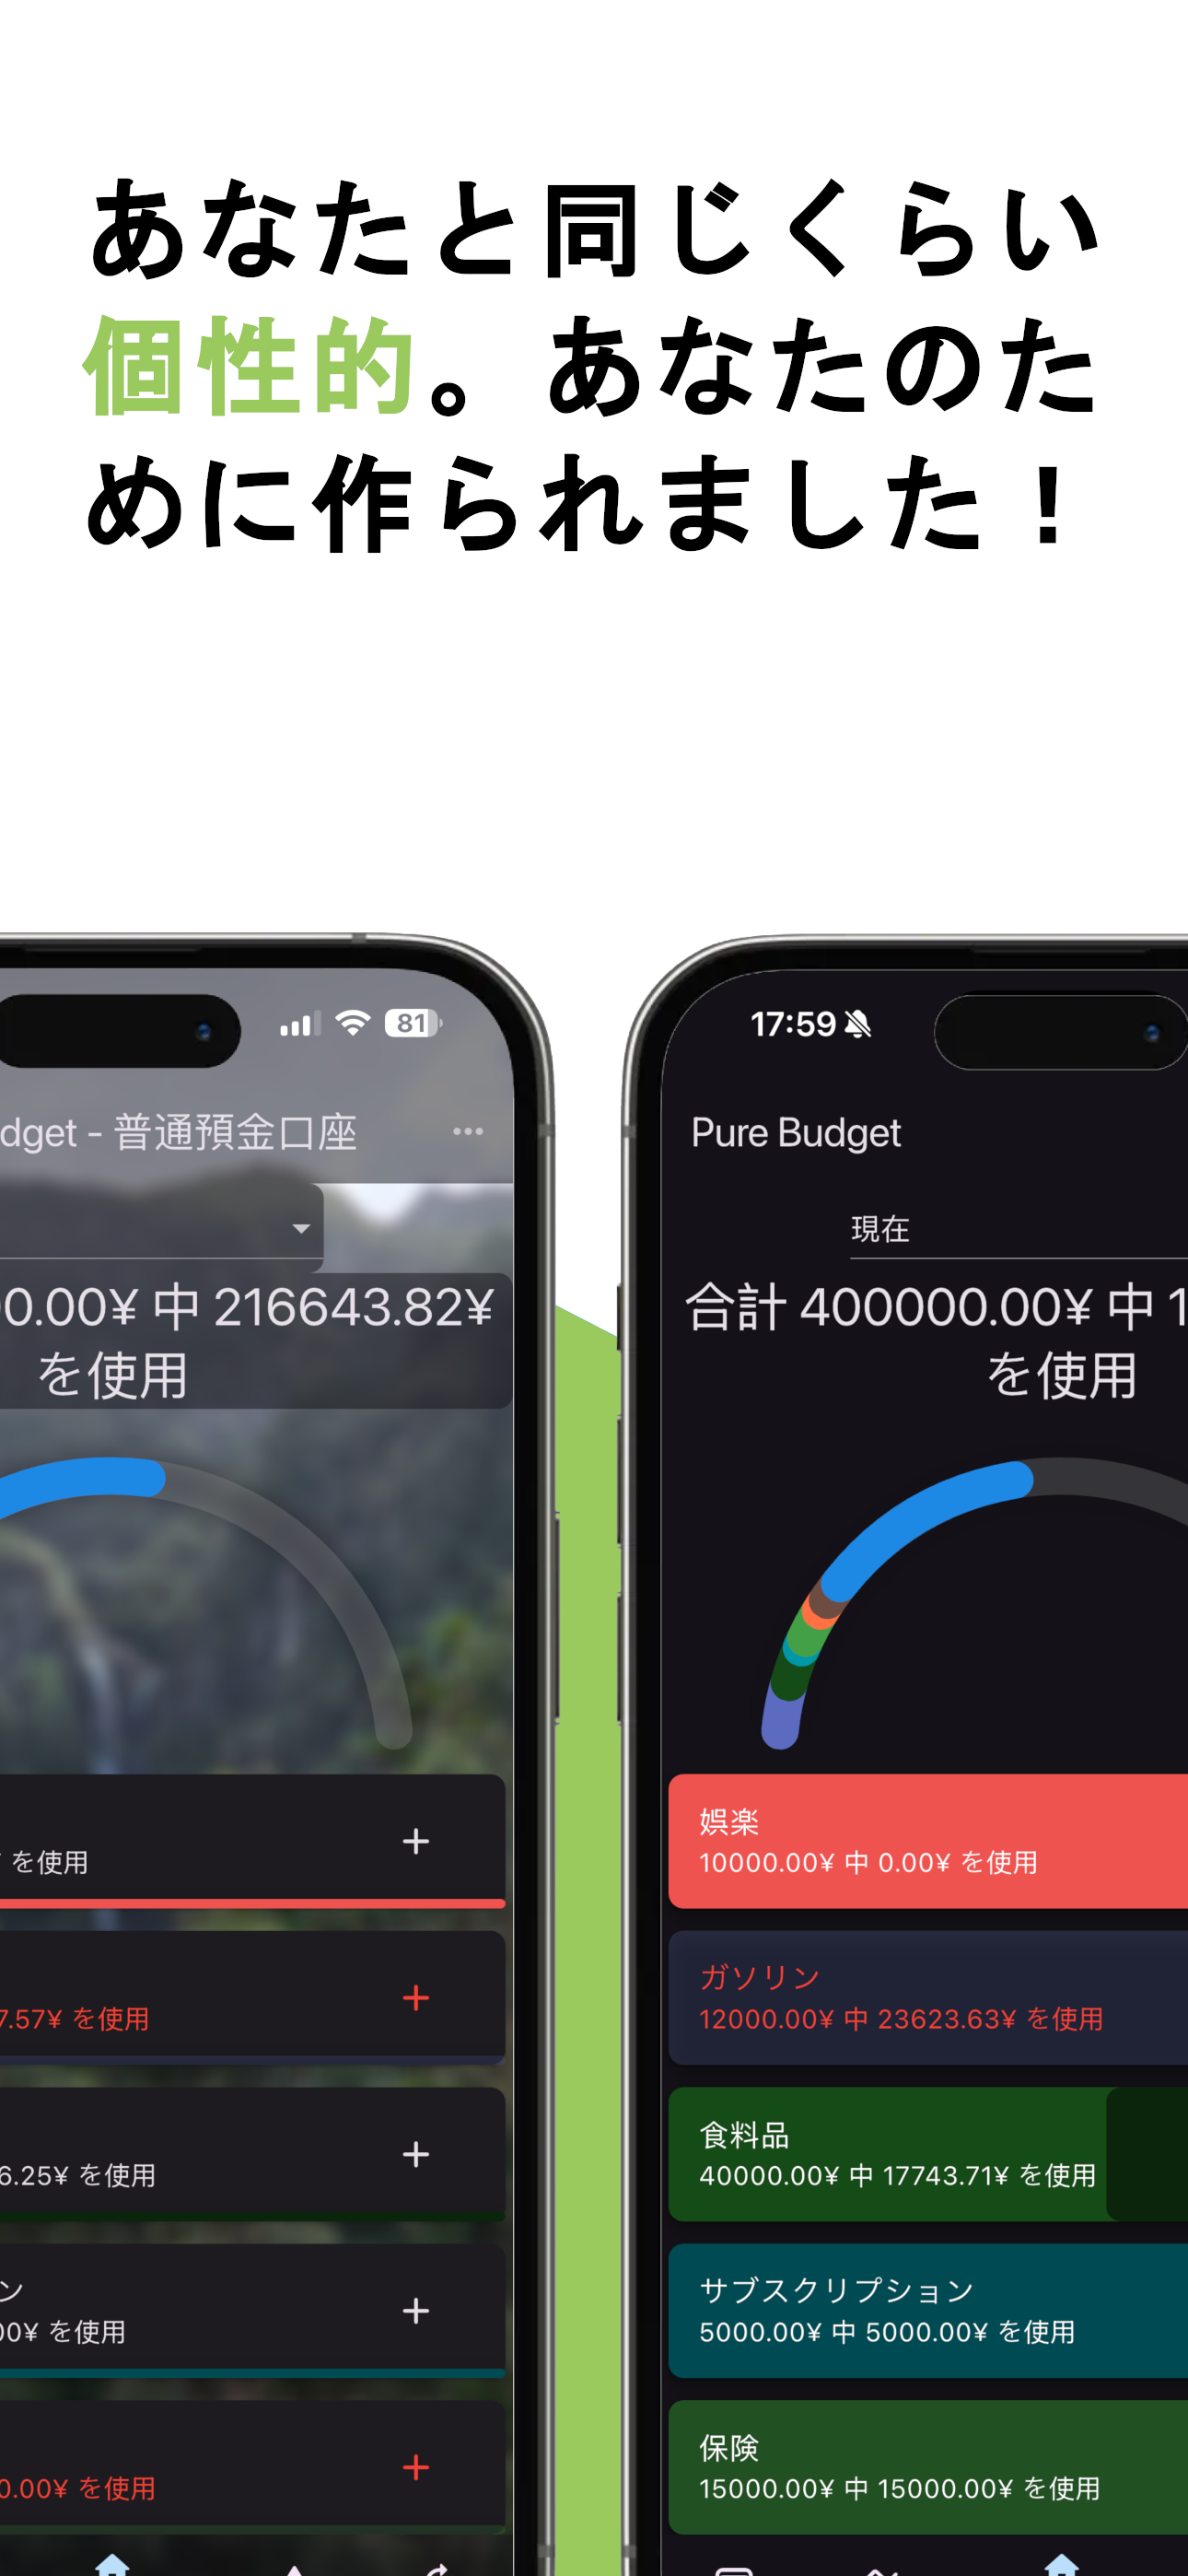 あなたと同じくらい
個性的。あなたのた
めに作られました！
81
dget - 普通預金口座
0.00¥ 中 216643.82¥
を使用
を使用
7.57¥ を使用
6.25¥ を使用
ン
00¥ を使用
0.00¥ を使用
17:59
Pure Budget
現在
合計 400000.00¥ 中 1
を使用
娯楽
10000.00¥ 中 0.00¥ を使用
ガソリン
12000.00¥ 中 23623.63¥ を使用
食料品
40000.00¥ 中 17743.71¥ を使用
サブスクリプション
5000.00¥ 中 5000.00¥ を使用
保険
15000.00¥ 中 15000.00¥ を使用